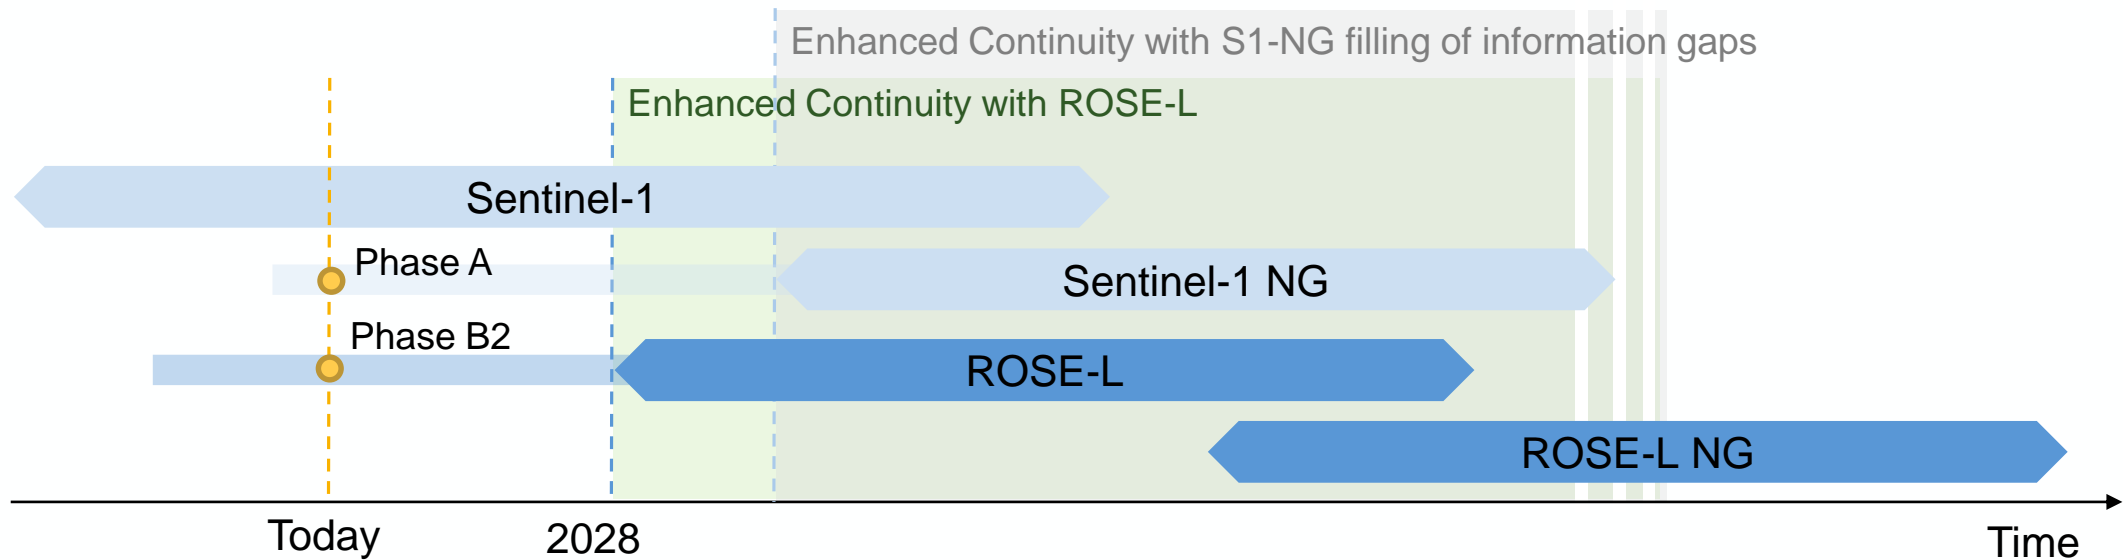 Enhanced Continuity with S1-NG filling of information gaps
Enhanced Continuity with ROSE-L
Sentinel-1
Phase A
Sentinel-1 NG
Phase B2
ROSE-L
ROSE-L NG
Today
2028
Time